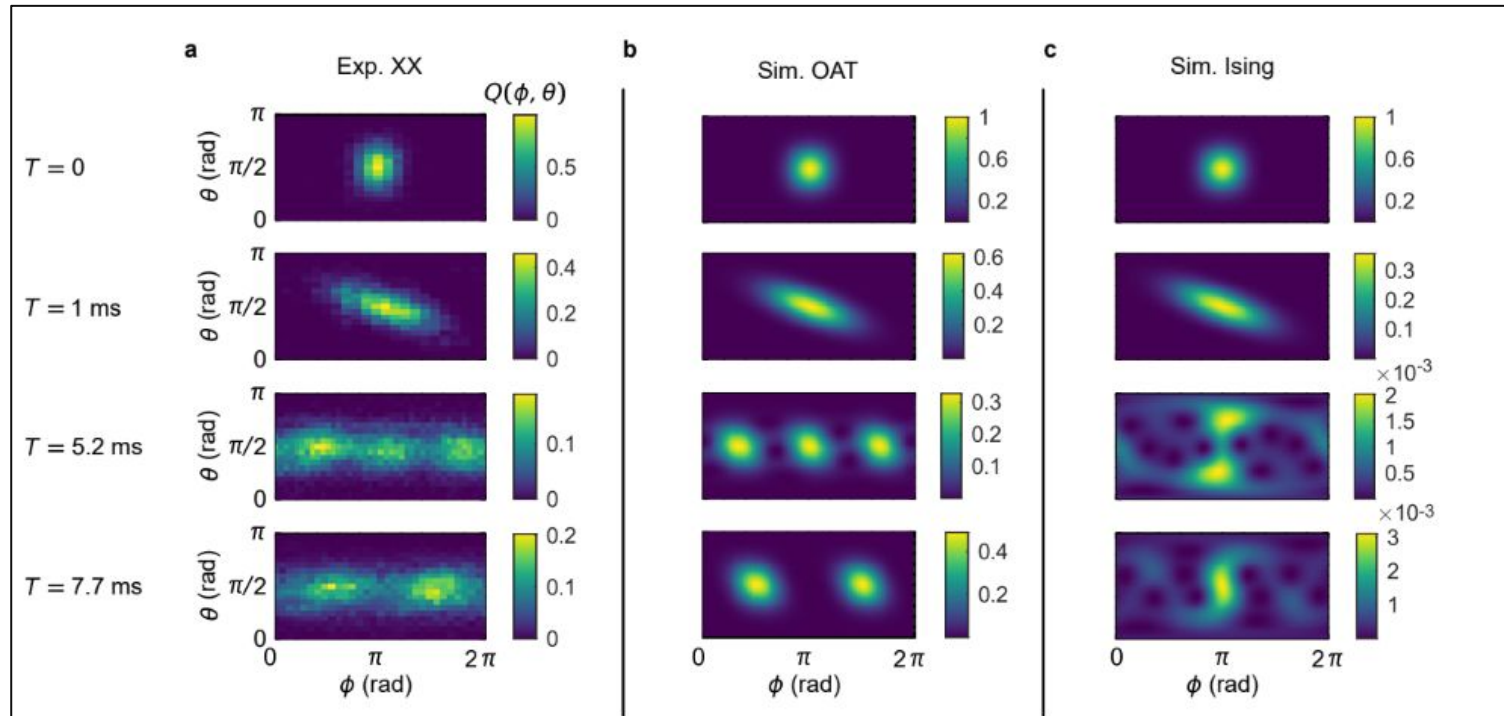 a
Exp. XX
b
Sim. OAT
c
Sim. Ising
Q(ϕ, θ)
T = 0
θ (rad)
π
π/2
0
0.5
0
1
0.6
0.2
1
0.6
0.2
T = 1 ms
θ (rad)
π
π/2
0
0.4
0.2
0
0.6
0.4
0.2
0.3
0.2
0.1
T = 5.2 ms
θ (rad)
π
π/2
0
0.1
0
0.3
0.2
0.1
×10⁻³
2
1.5
1
0.5
T = 7.7 ms
θ (rad)
π
π/2
0
0.2
0.1
0
0.4
0.2
×10⁻³
3
2
1
0 π 2π
ϕ (rad)
0 π 2π
ϕ (rad)
0 π 2π
ϕ (rad)